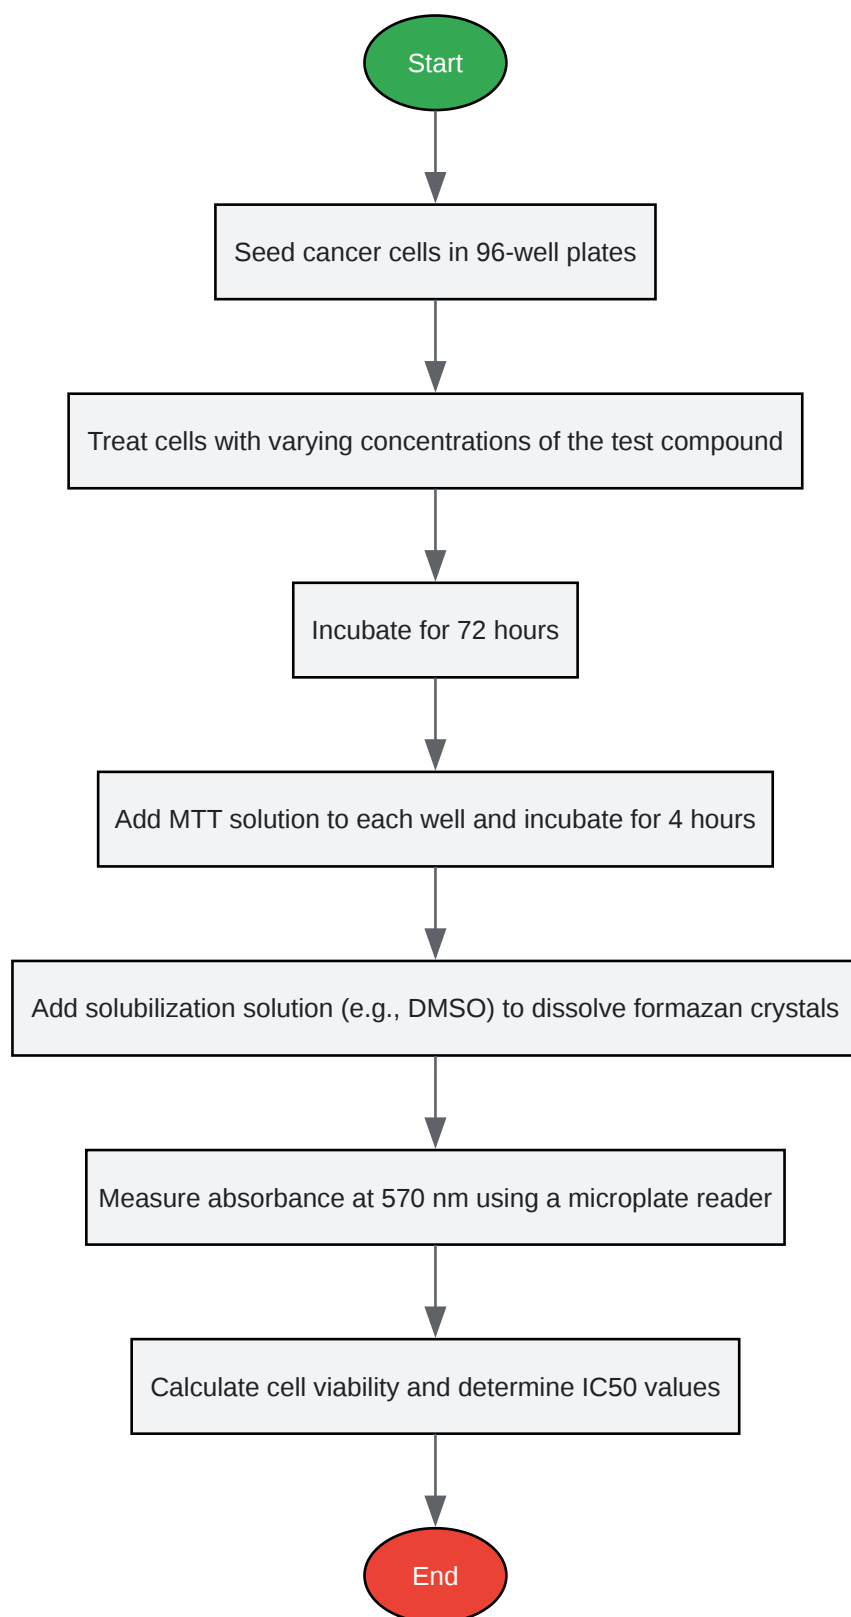 Start
Seed cancer cells in 96-well plates
Treat cells with varying concentrations of the test compound
Incubate for 72 hours
Add MTT solution to each well and incubate for 4 hours
Add solubilization solution (e.g., DMSO) to dissolve formazan crystals
Measure absorbance at 570 nm using a microplate reader
Calculate cell viability and determine IC50 values
End